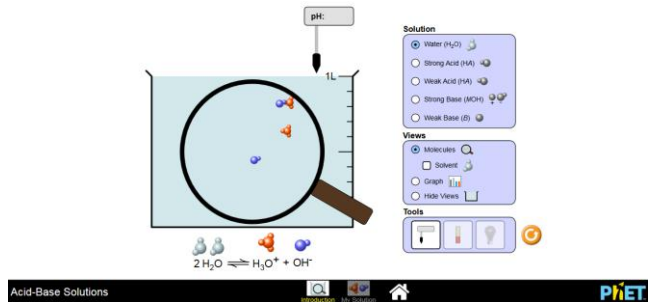 pH:
1L
2 H₂O ⇌ H₃O⁺ + OH⁻
Solution
Water (H₂O)
Strong Acid (HA)
Weak Acid (HA)
Strong Base (MOH)
Weak Base (B)
Views
Molecules
Solvent
Graph
Hide Views
Tools
Acid-Base Solutions
Introduction
My Solution
PhET